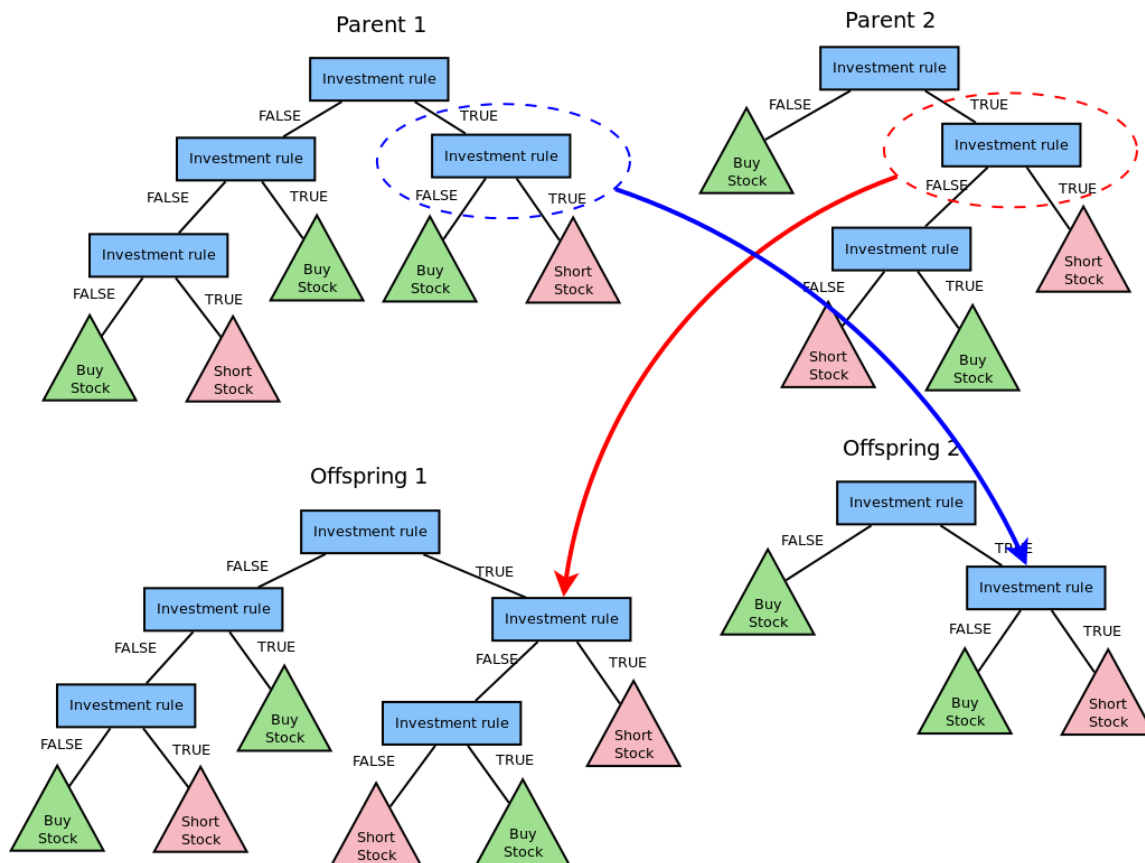 Parent 1
Parent 2
Investment rule
Investment rule
FALSE
TRUE
FALSE
TRUE
Investment rule
Investment rule
Investment rule
Buy
Stock
FALSE
TRUE
FALSE
TRUE
FALSE
TRUE
Investment rule
Buy
Stock
Buy
Stock
Short
Stock
Investment rule
Short
Stock
FALSE
TRUE
FALSE
TRUE
Buy
Stock
Short
Stock
Short
Stock
Buy
Stock
Offspring 1
Offspring 2
Investment rule
Investment rule
FALSE
TRUE
FALSE
TRUE
Investment rule
Investment rule
Buy
Stock
Investment rule
FALSE
TRUE
FALSE
TRUE
FALSE
TRUE
Investment rule
Buy
Stock
Investment rule
Short
Stock
Buy
Stock
Short
Stock
FALSE
TRUE
FALSE
TRUE
Buy
Stock
Short
Stock
Short
Stock
Buy
Stock